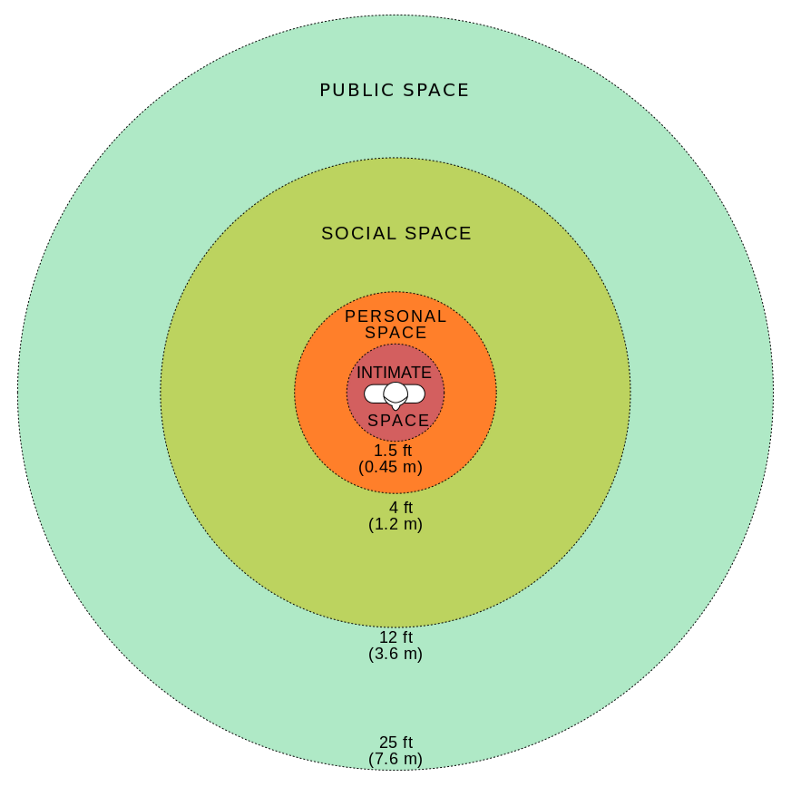 PUBLIC SPACE
SOCIAL SPACE
PERSONAL
SPACE
INTIMATE
SPACE
1.5 ft
(0.45 m)
4 ft
(1.2 m)
12 ft
(3.6 m)
25 ft
(7.6 m)